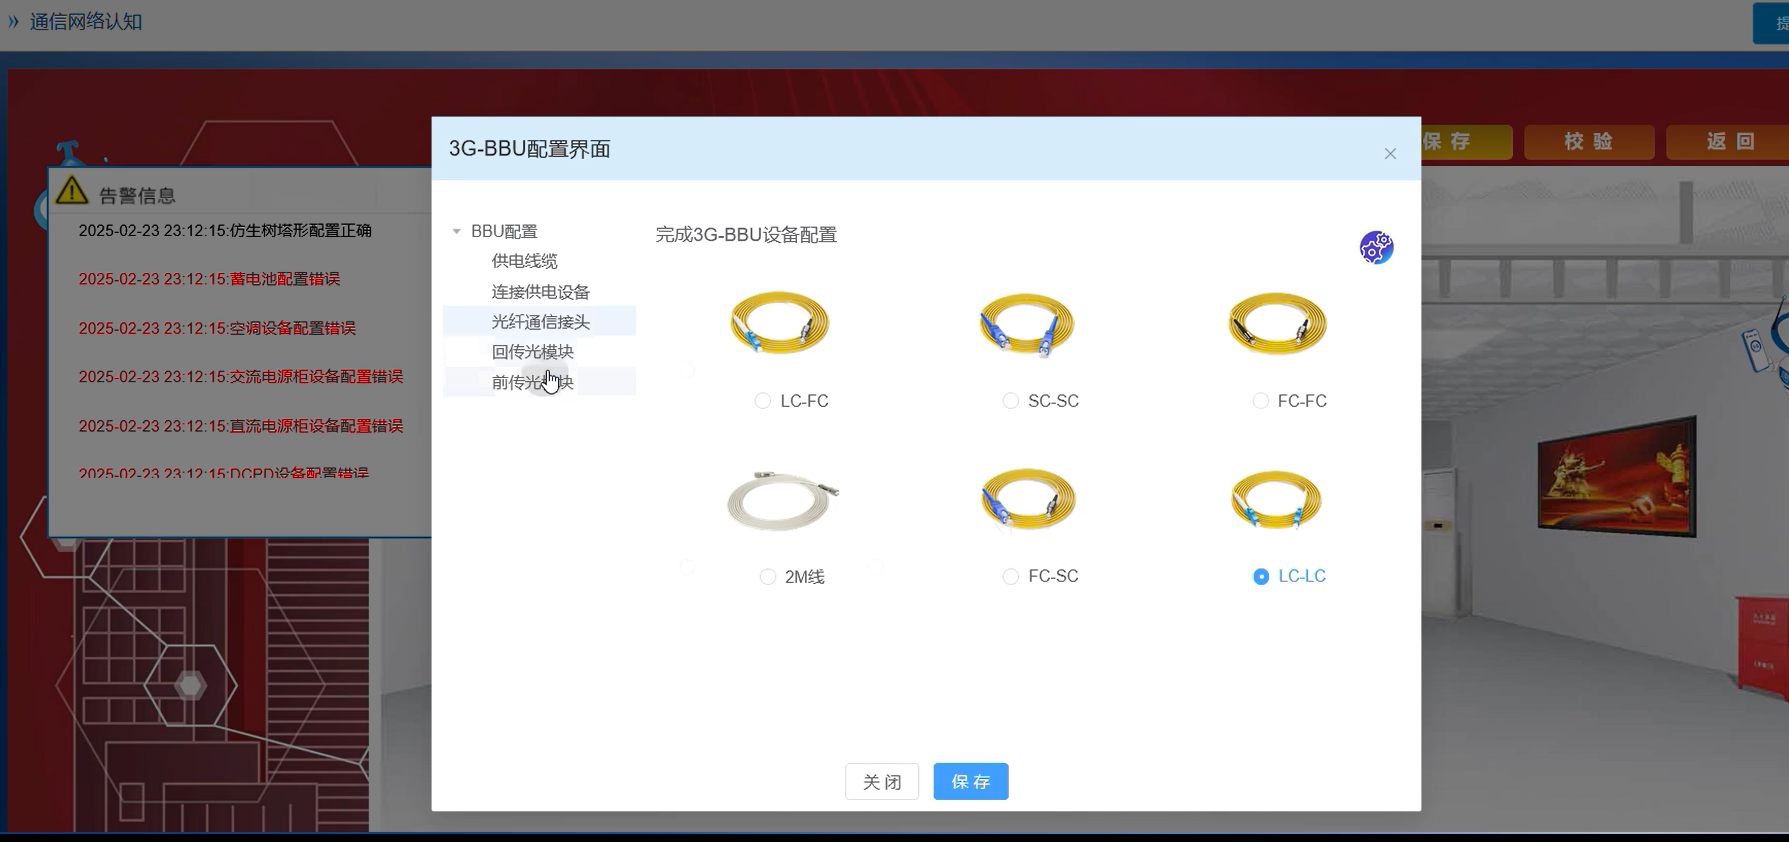 » 通信网络认知
提
保 存
校 验
返 回
3G-BBU配置界面
告警信息
2025-02-23 23:12:15:仿生树塔形配置正确
2025-02-23 23:12:15:蓄电池配置错误
2025-02-23 23:12:15:空调设备配置错误
2025-02-23 23:12:15:交流电源柜设备配置错误
2025-02-23 23:12:15:直流电源柜设备配置错误
2025-02-23 23:12:15:DCPD设备配置错误
BBU配置
供电线缆
连接供电设备
光纤通信接头
回传光模块
前传光模块
完成3G-BBU设备配置
LC-FC
SC-SC
FC-FC
2M线
FC-SC
LC-LC
关 闭
保 存